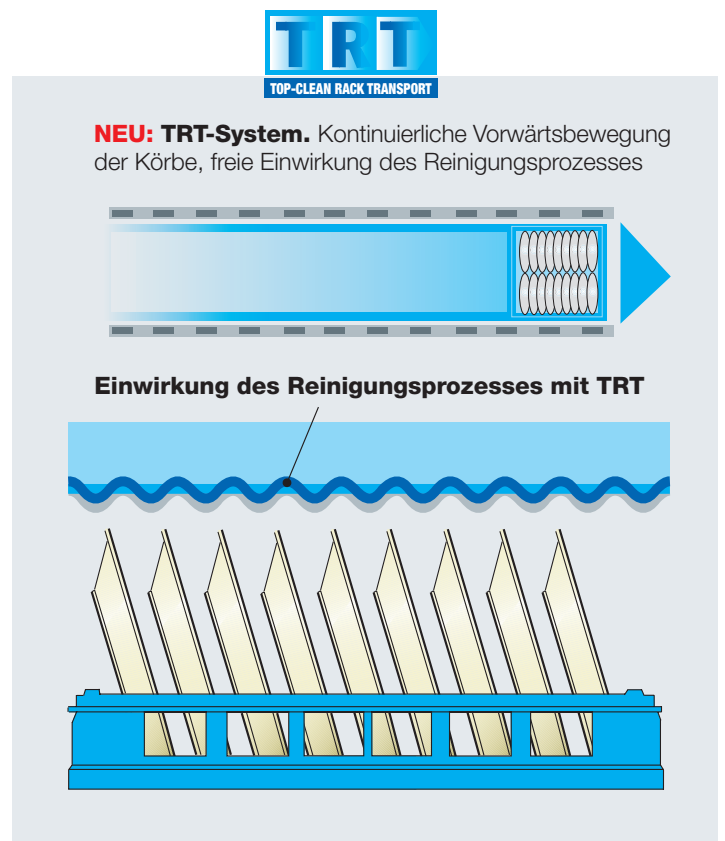 TRT
TOP-CLEAN RACK TRANSPORT
NEU: TRT-System. Kontinuierliche Vorwärtsbewegung
der Körbe, freie Einwirkung des Reinigungsprozesses
Einwirkung des Reinigungsprozesses mit TRT